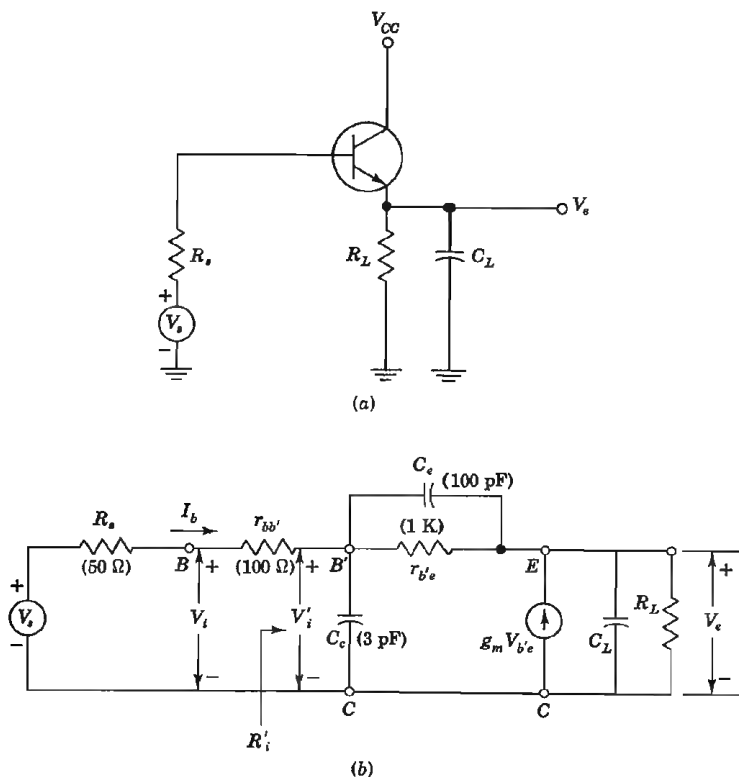 V_CC
V_e
R_s
R_L
C_L
+
V_s
−
(a)
C_e
(100 pF)
I_b
R_s
r_bb'
(1 K)
B
+
+
B'
E
+
(50 Ω)
(100 Ω)
r_b'e
+
V_s
−
V_i
V'_i
C_c (3 pF)
g_m V_b'e
C_L
R_L
V_e
−
−
−
C
C
R'_i
(b)